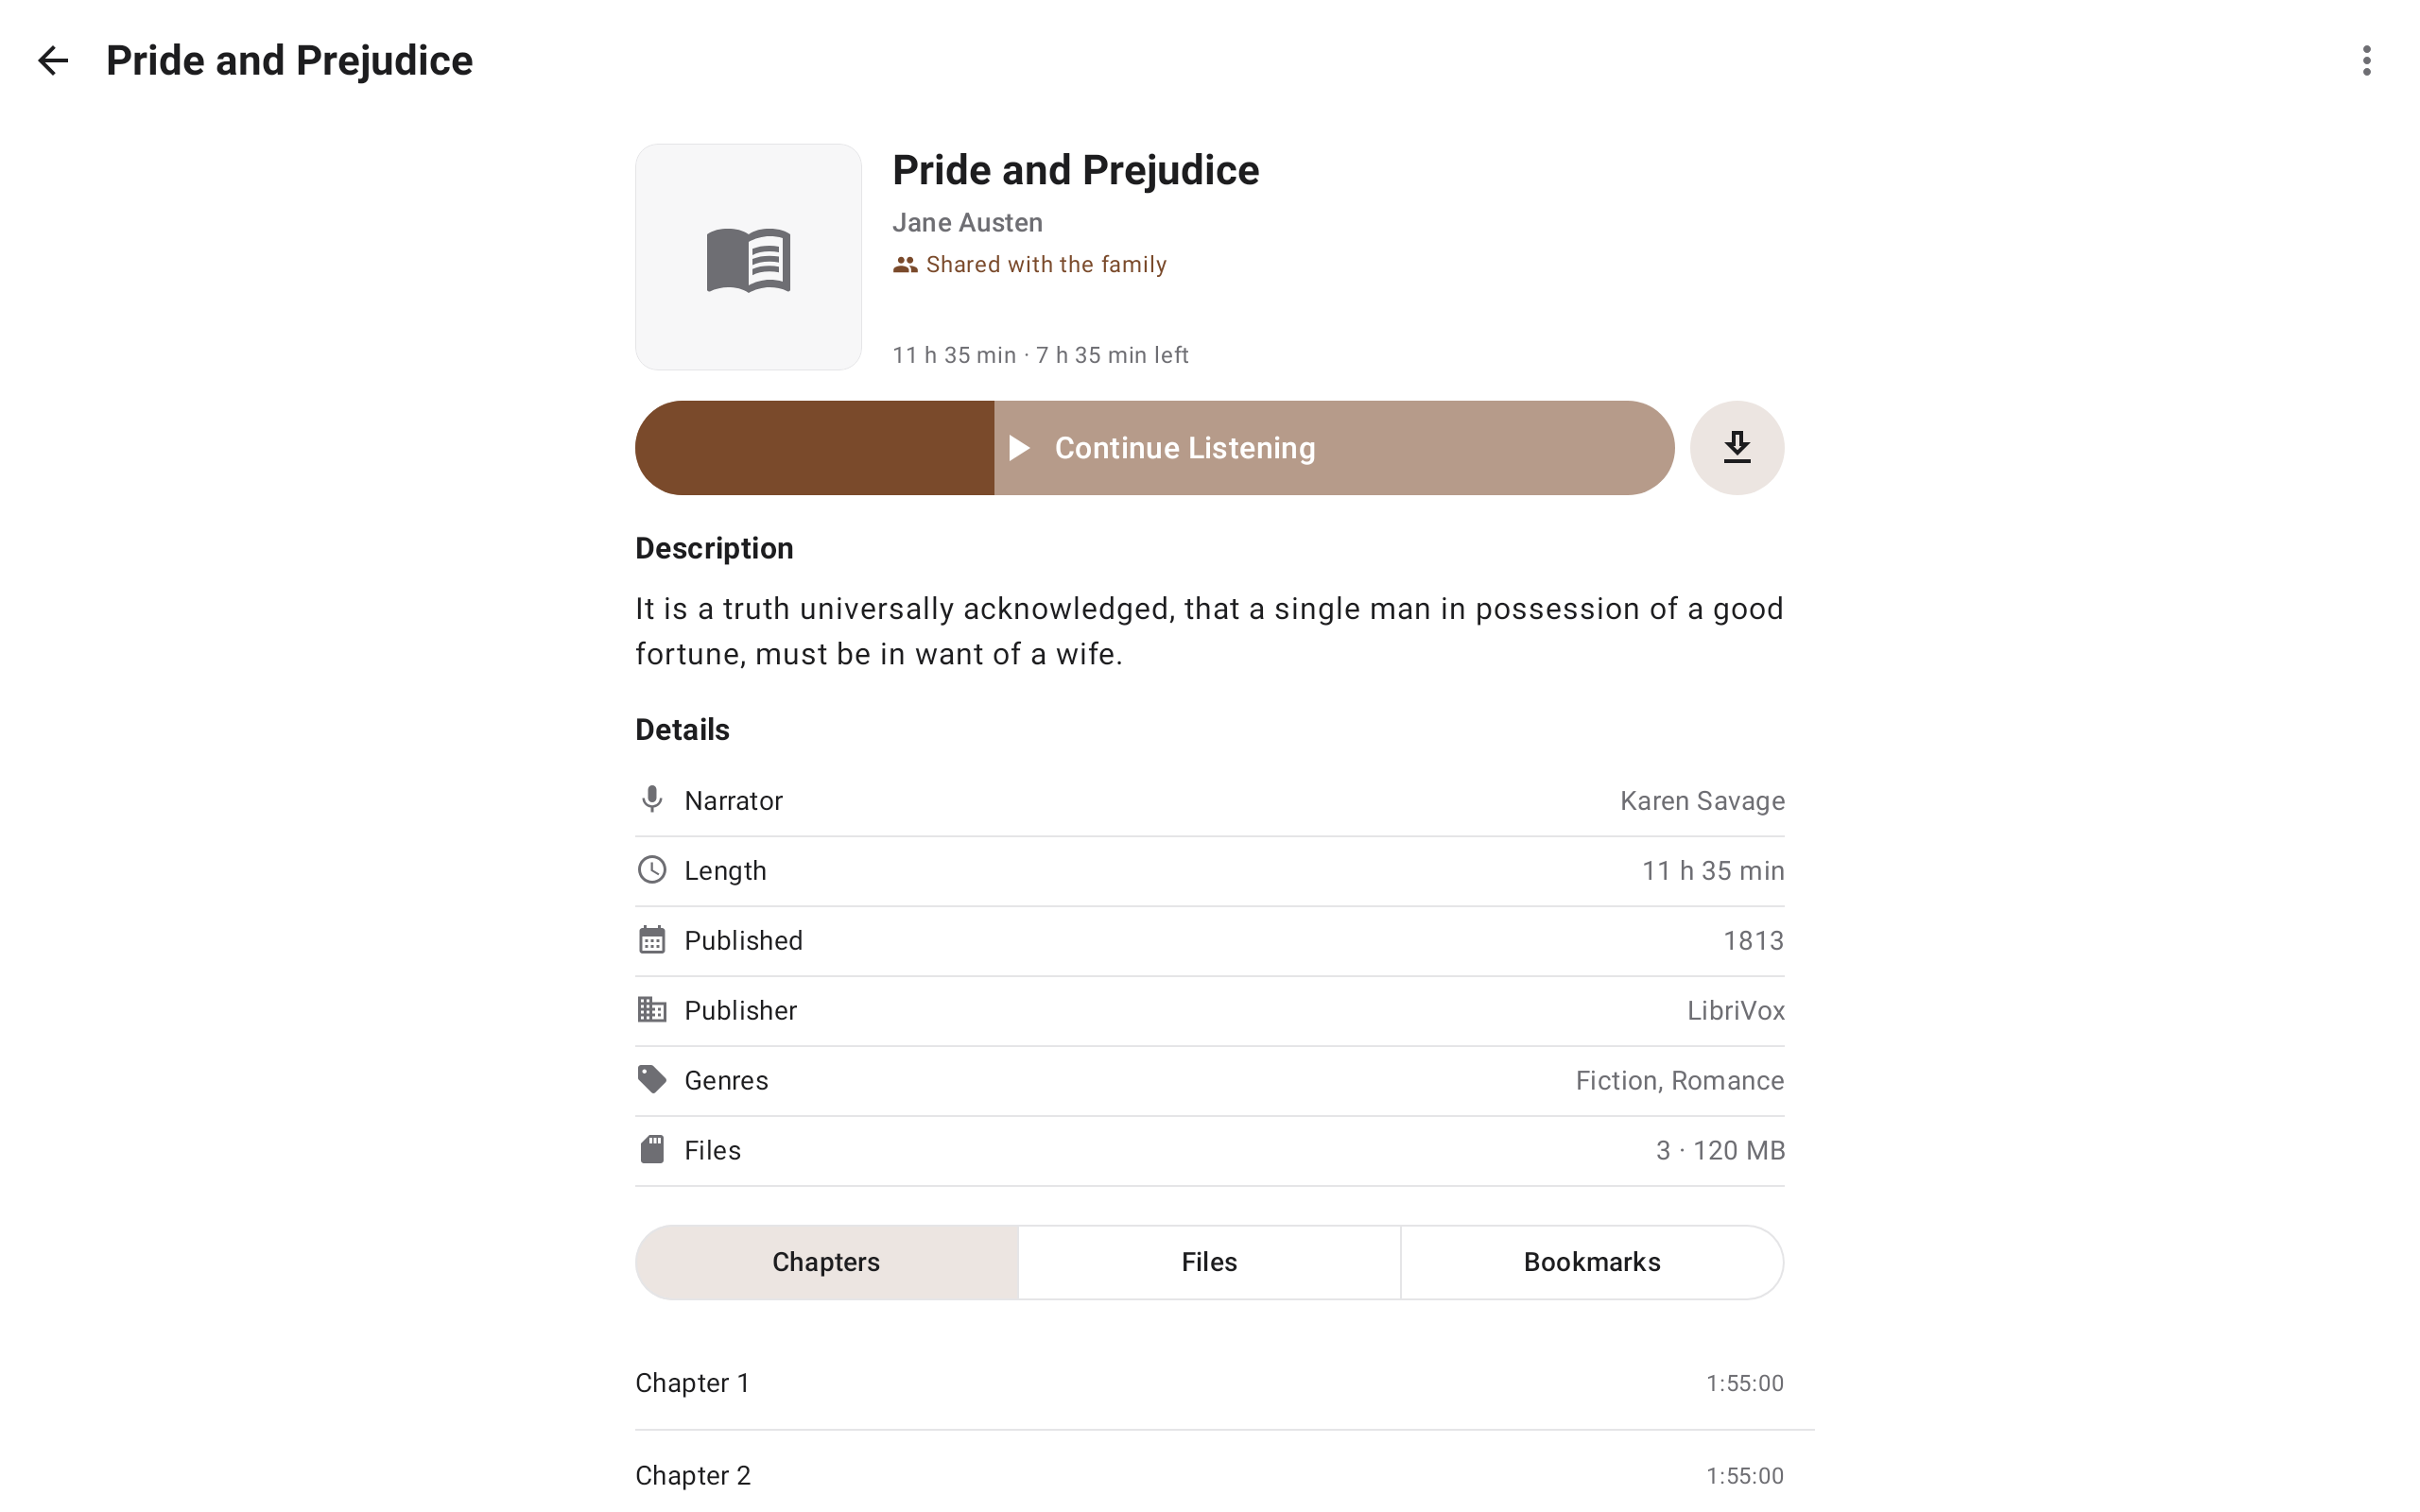 Pride and Prejudice
Pride and Prejudice
Jane Austen
Shared with the family
11 h 35 min · 7 h 35 min left
Continue Listening
Description
It is a truth universally acknowledged, that a single man in possession of a good
fortune, must be in want of a wife.
Details
Narrator Karen Savage
Length 11 h 35 min
Published 1813
Publisher LibriVox
Genres Fiction, Romance
Files 3 · 120 MB
Chapters Files Bookmarks
Chapter 1 1:55:00
Chapter 2 1:55:00